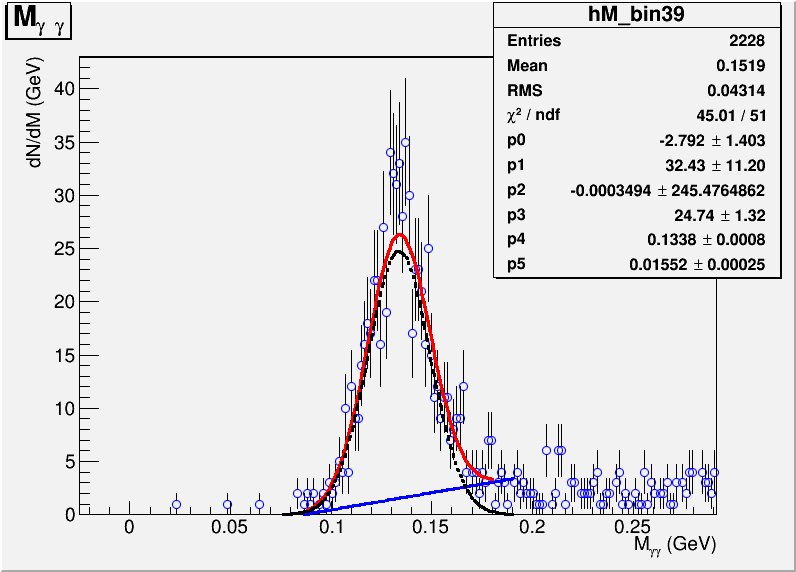 M γ γ
hM_bin39
Entries 2228
Mean 0.1519
RMS 0.04314
χ² / ndf 45.01 / 51
p0 -2.792 ± 1.403
p1 32.43 ± 11.20
p2 -0.0003494 ± 245.4764862
p3 24.74 ± 1.32
p4 0.1338 ± 0.0008
p5 0.01552 ± 0.00025
dN/dM (GeV)
40
35
30
25
20
15
10
5
0
0 0.05 0.1 0.15 0.2 0.25
M γγ (GeV)